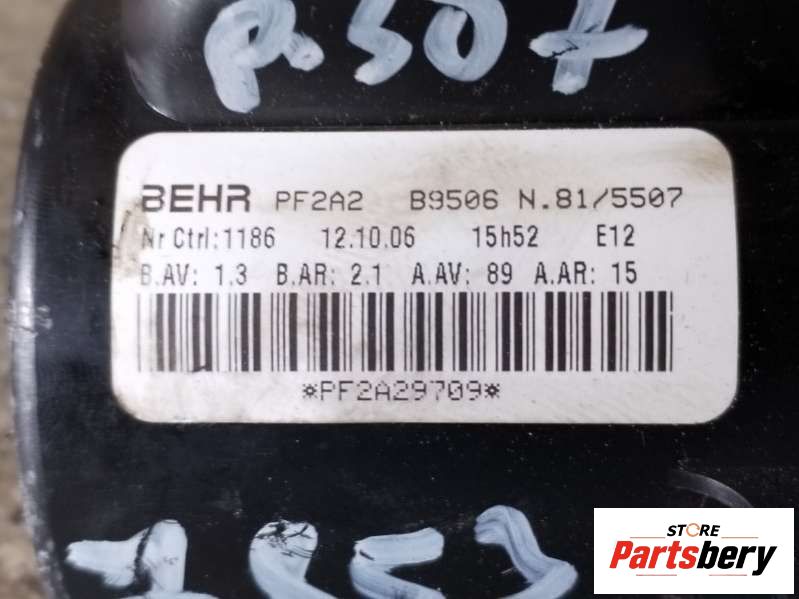 P.307
BEHR PF2A2 B9506 N.81/5507
Nr Ctrl:1186 12.10.06 15h52 E12
B.AV: 1.3 B.AR: 2.1 A.AV: 89 A.AR: 15
*PF2A29709*
STORE
Partsbery